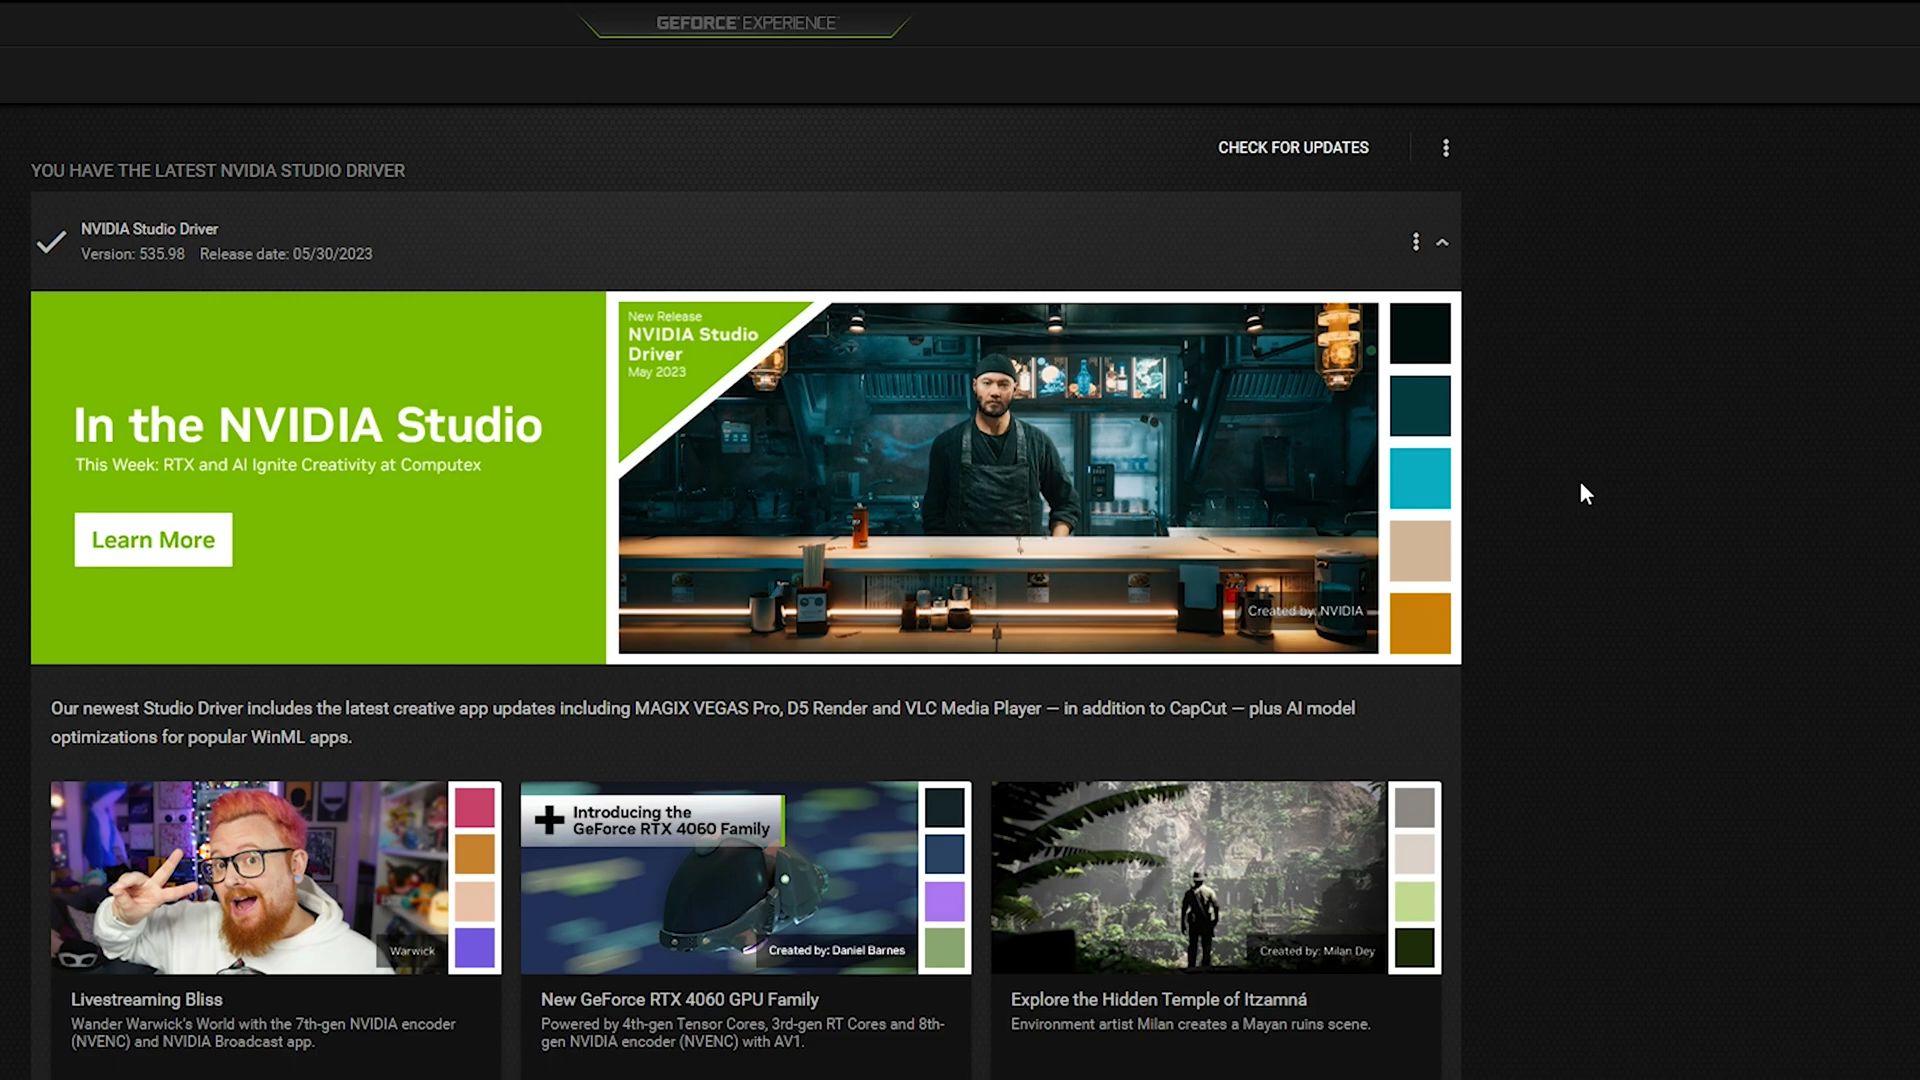 GEFORCE EXPERIENCE
CHECK FOR UPDATES
YOU HAVE THE LATEST NVIDIA STUDIO DRIVER
NVIDIA Studio Driver
Version: 535.98 Release date: 05/30/2023
In the NVIDIA Studio
This Week: RTX and AI Ignite Creativity at Computex
Learn More
New Release
NVIDIA Studio
Driver
May 2023
Created by: NVIDIA
Our newest Studio Driver includes the latest creative app updates including MAGIX VEGAS Pro, D5 Render and VLC Media Player — in addition to CapCut — plus AI model
optimizations for popular WinML apps.
Warwick
Livestreaming Bliss
Wander Warwick's World with the 7th-gen NVIDIA encoder
(NVENC) and NVIDIA Broadcast app.
Introducing the
GeForce RTX 4060 Family
Created by: Daniel Barnes
New GeForce RTX 4060 GPU Family
Powered by 4th-gen Tensor Cores, 3rd-gen RT Cores and 8th-
gen NVIDIA encoder (NVENC) with AV1.
Created by: Milan Dey
Explore the Hidden Temple of Itzamná
Environment artist Milan creates a Mayan ruins scene.